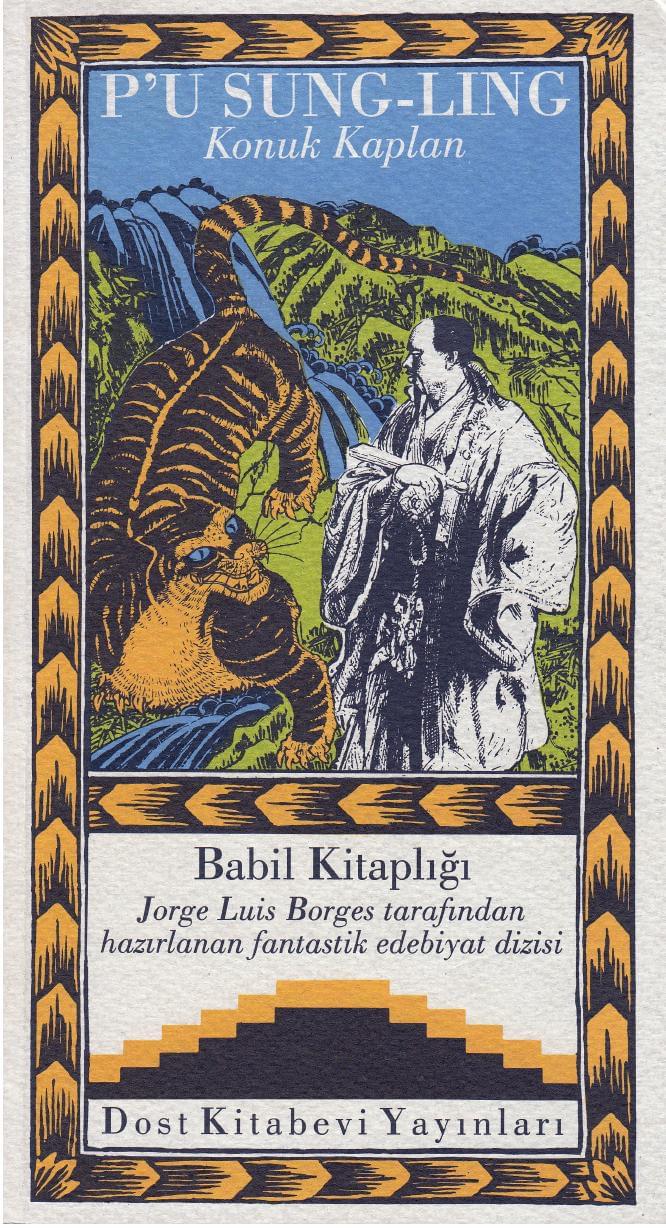 P'U SUNG-LING
Konuk Kaplan
Babil Kitaplığı
Jorge Luis Borges tarafından
hazırlanan fantastik edebiyat dizisi
Dost Kitabevi Yayınları